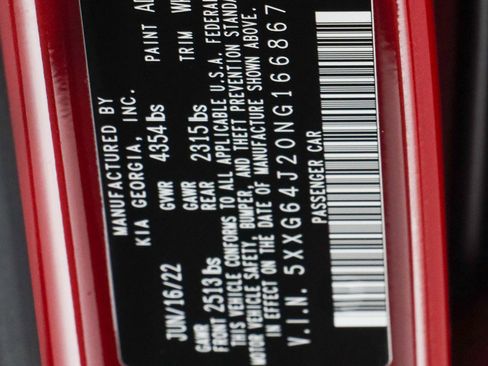 MANUFACTURED BY
KIA GEORGIA, INC.
PAINT
TRIM
GVWR 4354 lbs
GAWR REAR 2315 lbs
JUN/16/22
GAWR FRONT 2513 lbs
THIS VEHICLE CONFORMS TO ALL APPLICABLE U.S.A. FEDERAL
MOTOR VEHICLE SAFETY, BUMPER, AND THEFT PREVENTION STANDA
IN EFFECT ON THE DATE OF MANUFACTURE SHOWN ABOVE.
V.I.N. 5XXG64J20NG166867
PASSENGER CAR